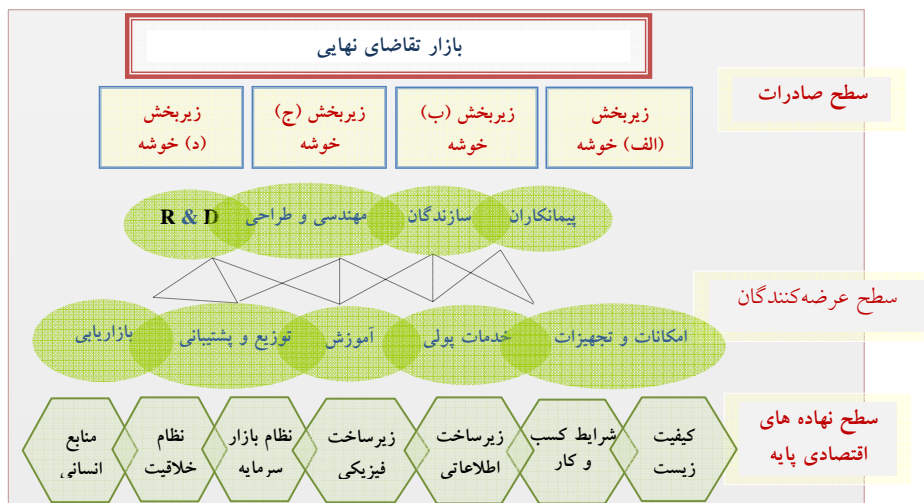 بازار تقاضای نهایی
سطح صادرات
زیربخش
(الف) خوشه
زیربخش (ب)
خوشه
زیربخش (ج)
خوشه
زیربخش
(د) خوشه
پیمانکاران
سازندگان
مهندسی و طراحی
R & D
سطح عرضه‌کنندگان
امکانات و تجهیزات
خدمات پولی
آموزش
توزیع و پشتیبانی
بازاریابی
سطح نهاده های
اقتصادی پایه
کیفیت
زیست
شرایط کسب
و کار
زیرساخت
اطلاعاتی
زیرساخت
فیزیکی
نظام بازار
سرمایه
نظام
خلاقیت
منابع
انسانی